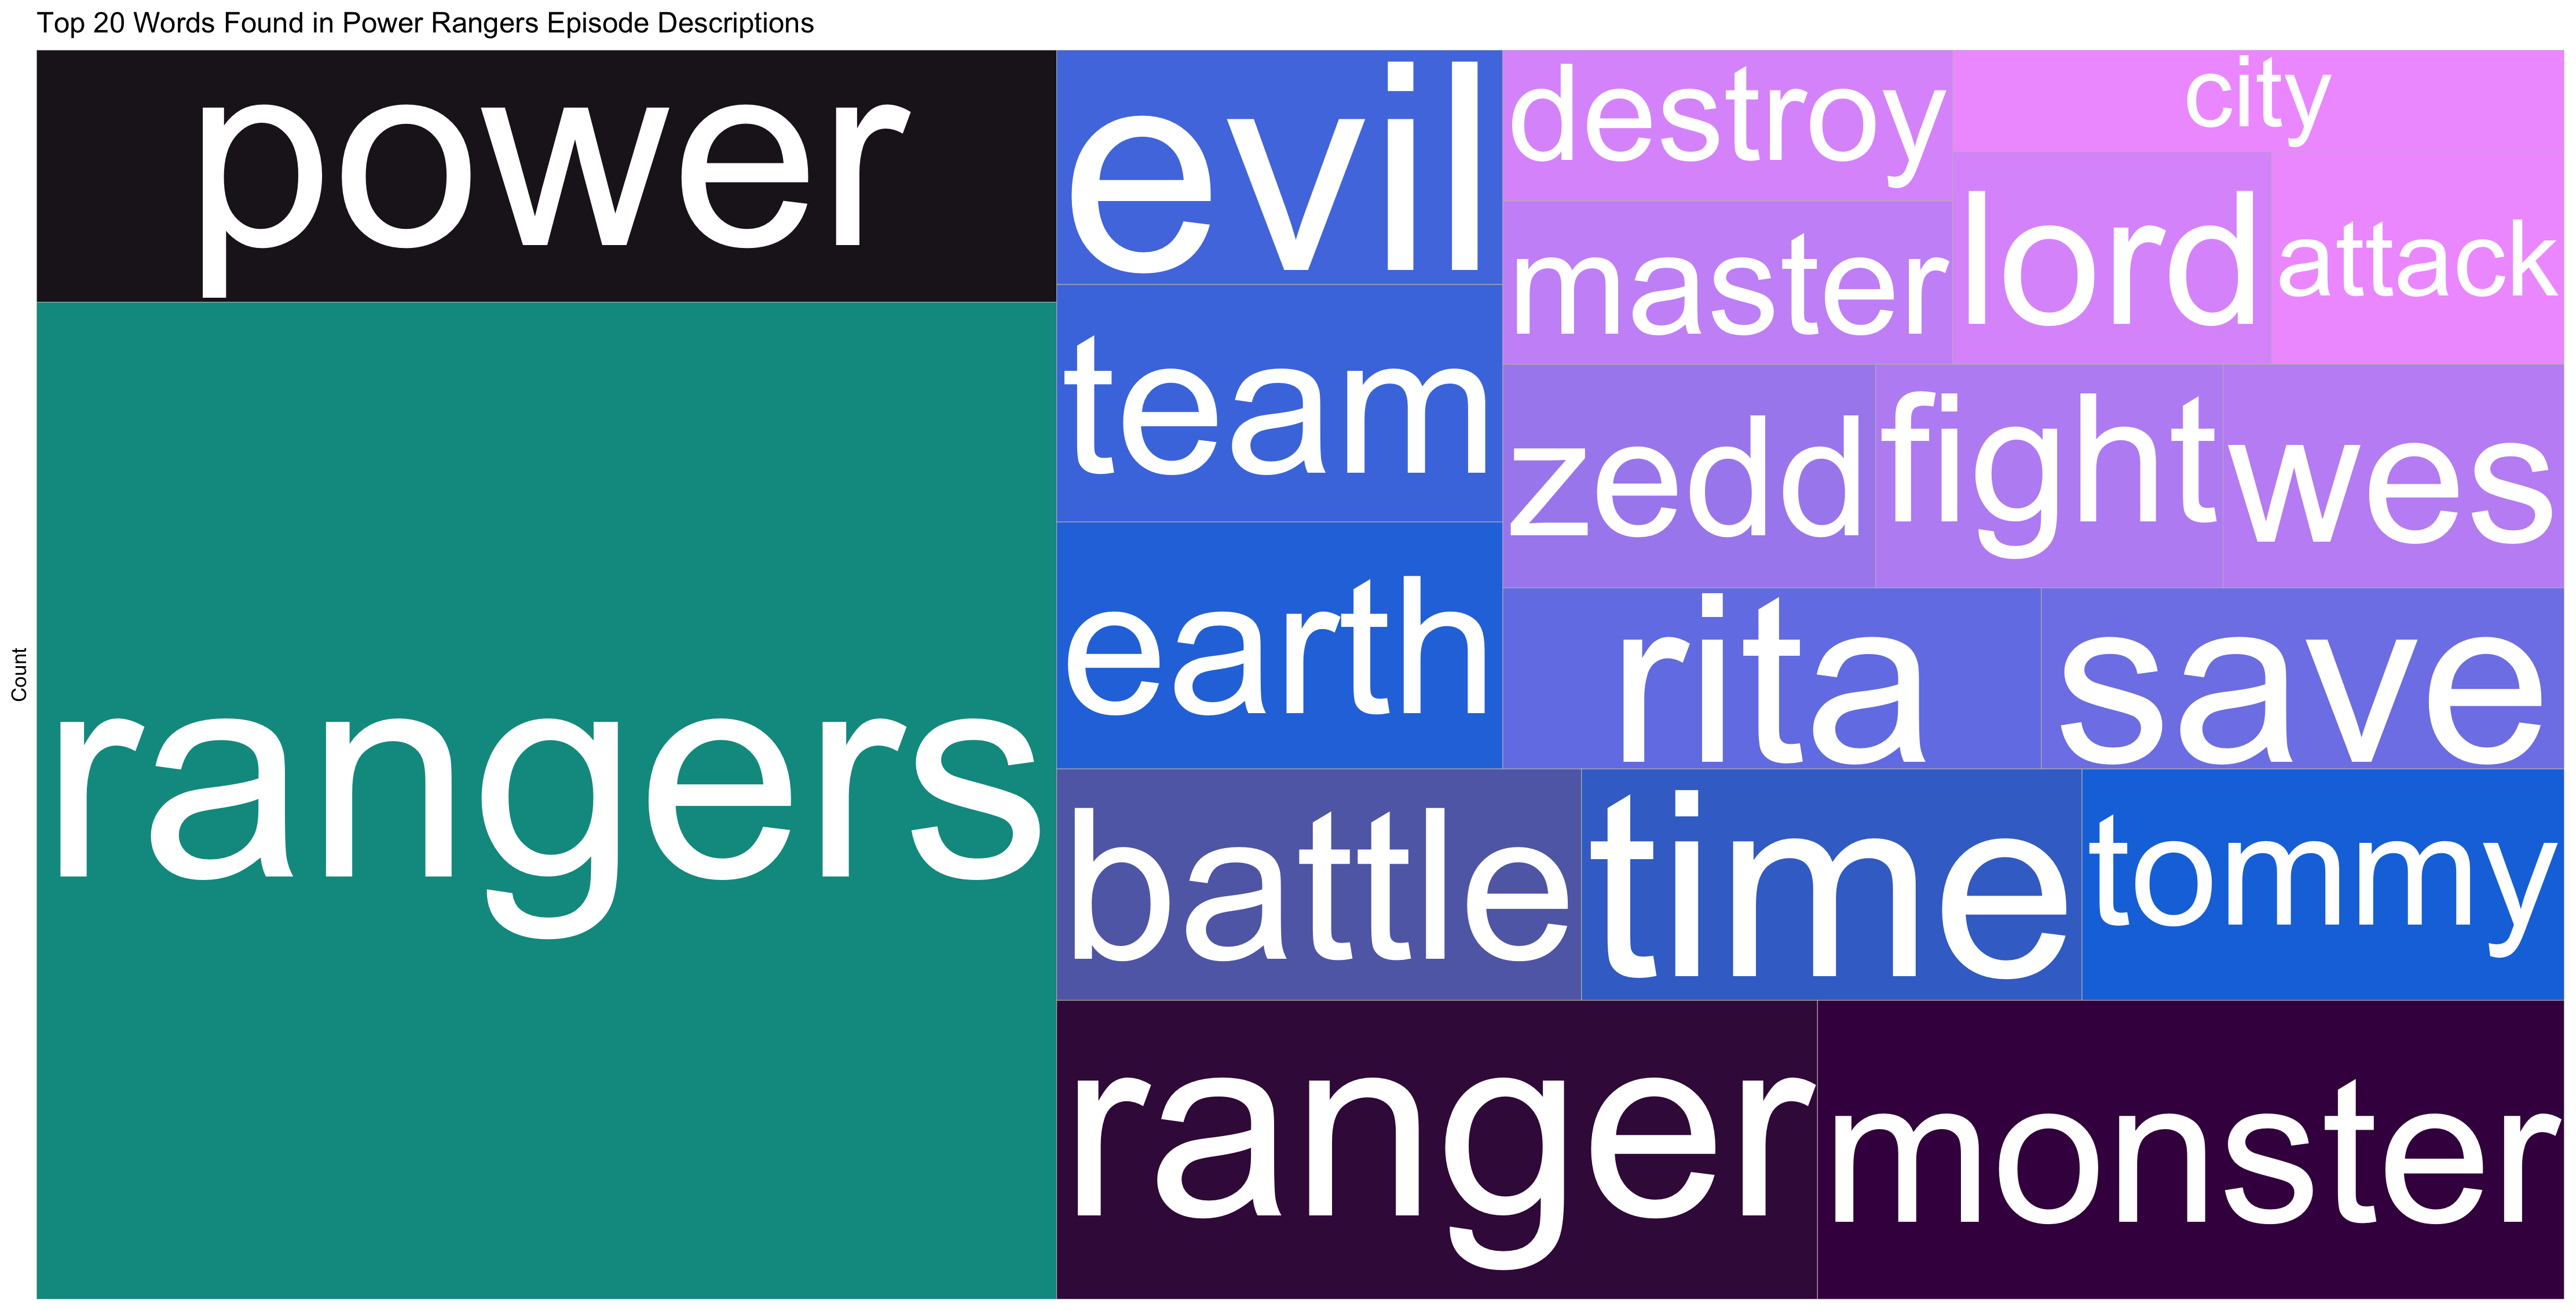 Top 20 Words Found in Power Rangers Episode Descriptions
Count
power
rangers
evil
team
earth
destroy
master
city
lord
attack
zedd
fight
wes
rita
save
battle
time
tommy
ranger
monster